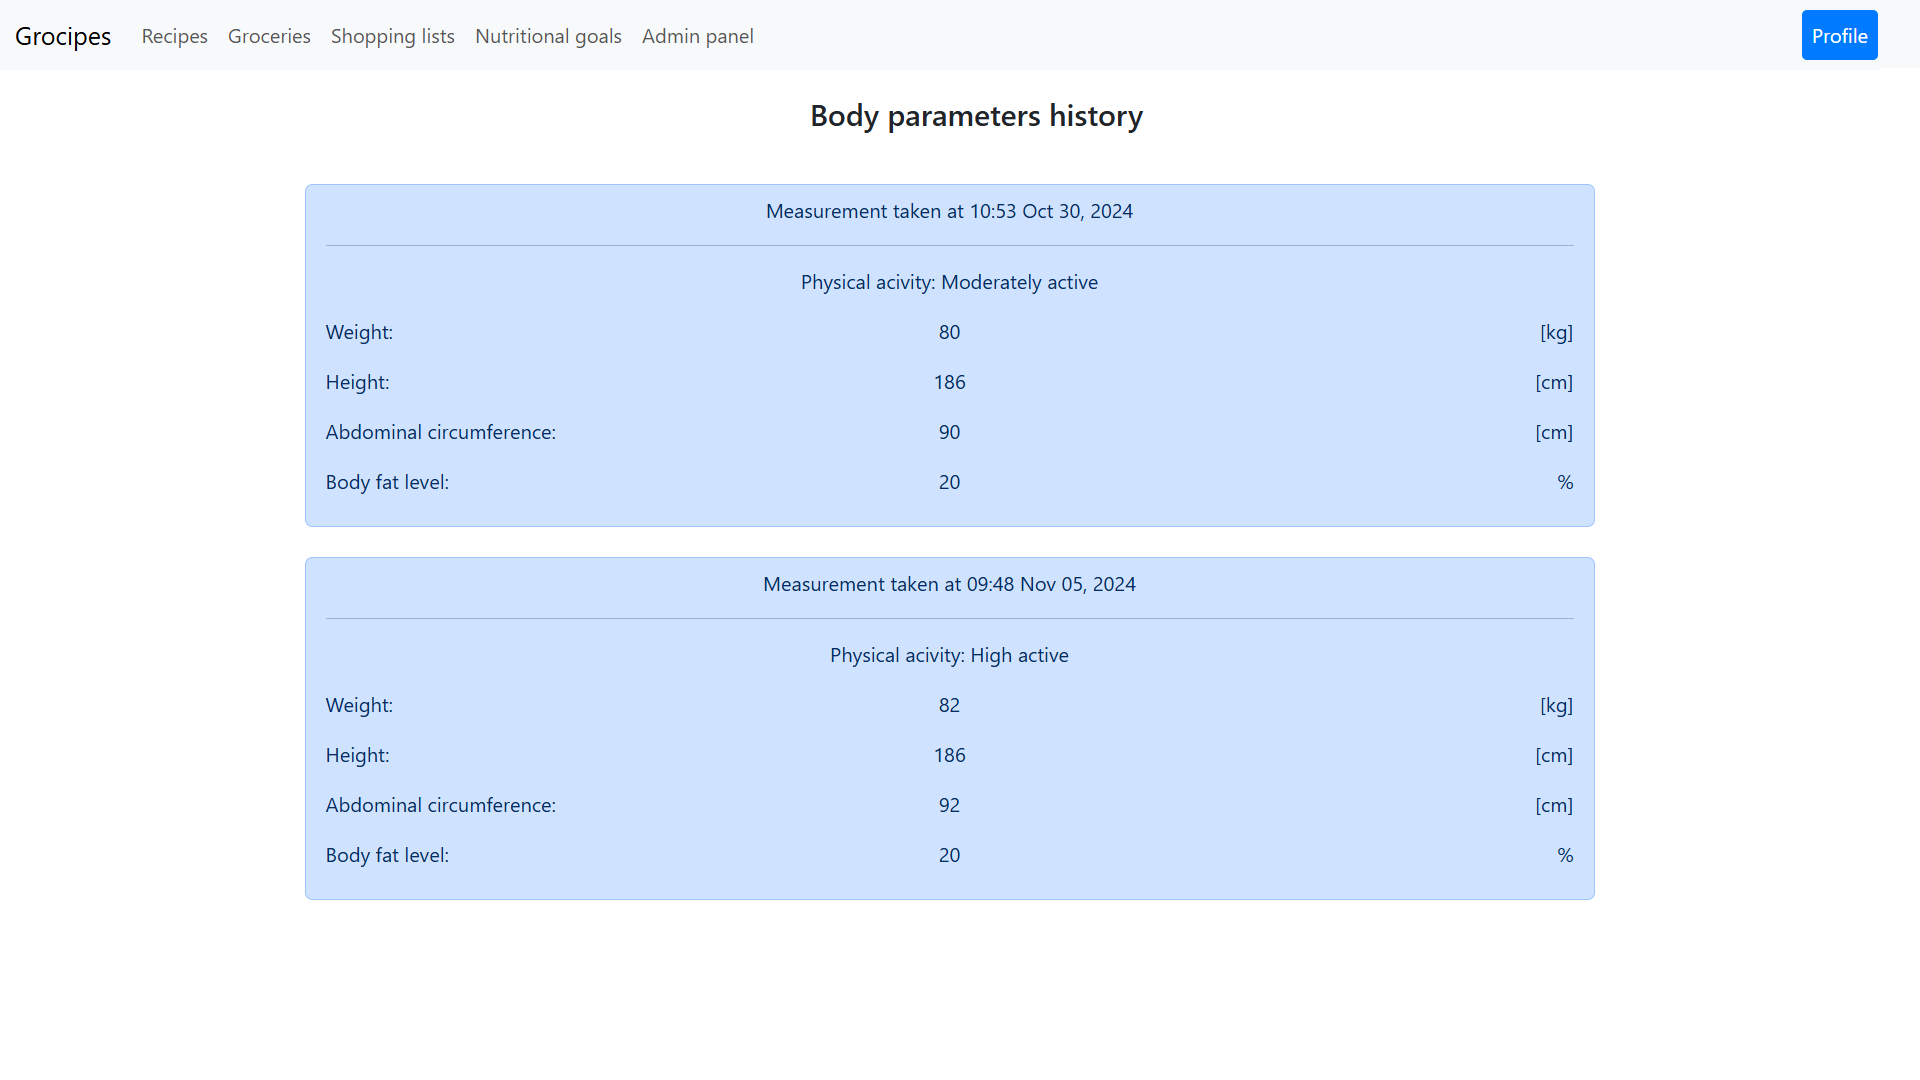 Grocipes Recipes Groceries Shopping lists Nutritional goals Admin panel Profile
Body parameters history
Measurement taken at 10:53 Oct 30, 2024
Physical acivity: Moderately active
Weight: 80 [kg]
Height: 186 [cm]
Abdominal circumference: 90 [cm]
Body fat level: 20 %
Measurement taken at 09:48 Nov 05, 2024
Physical acivity: High active
Weight: 82 [kg]
Height: 186 [cm]
Abdominal circumference: 92 [cm]
Body fat level: 20 %